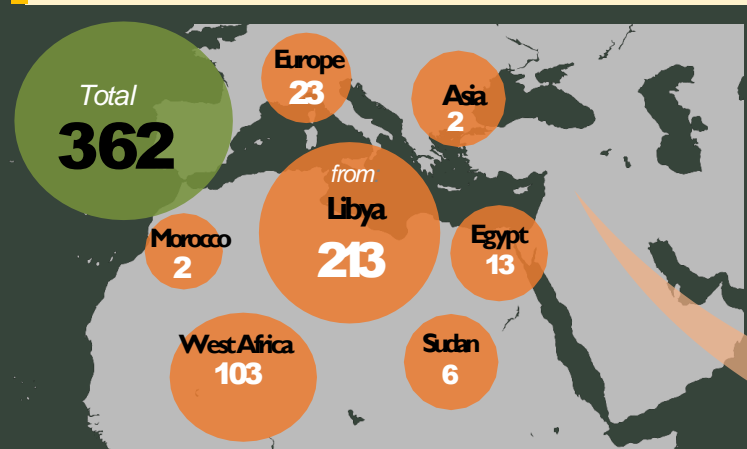 Total
362
Europe
23
Asia
2
from
Libya
213
Morocco
2
Egypt
13
West Africa
103
Sudan
6